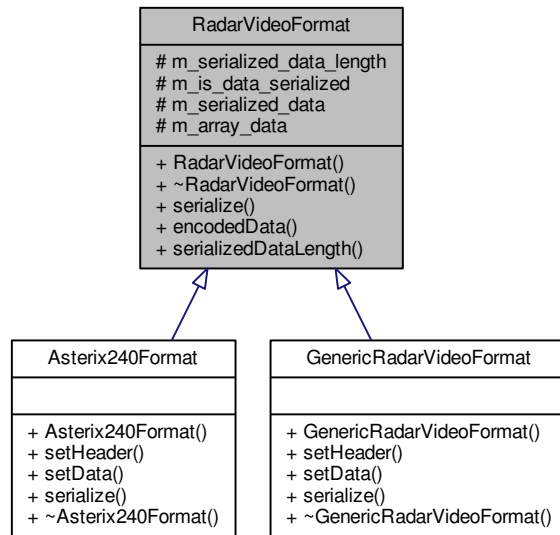 RadarVideoFormat
# m_serialized_data_length
# m_is_data_serialized
# m_serialized_data
# m_array_data
+ RadarVideoFormat()
+ ~RadarVideoFormat()
+ serialize()
+ encodedData()
+ serializedDataLength()
Asterix240Format
+ Asterix240Format()
+ setHeader()
+ setData()
+ serialize()
+ ~Asterix240Format()
GenericRadarVideoFormat
+ GenericRadarVideoFormat()
+ setHeader()
+ setData()
+ serialize()
+ ~GenericRadarVideoFormat()